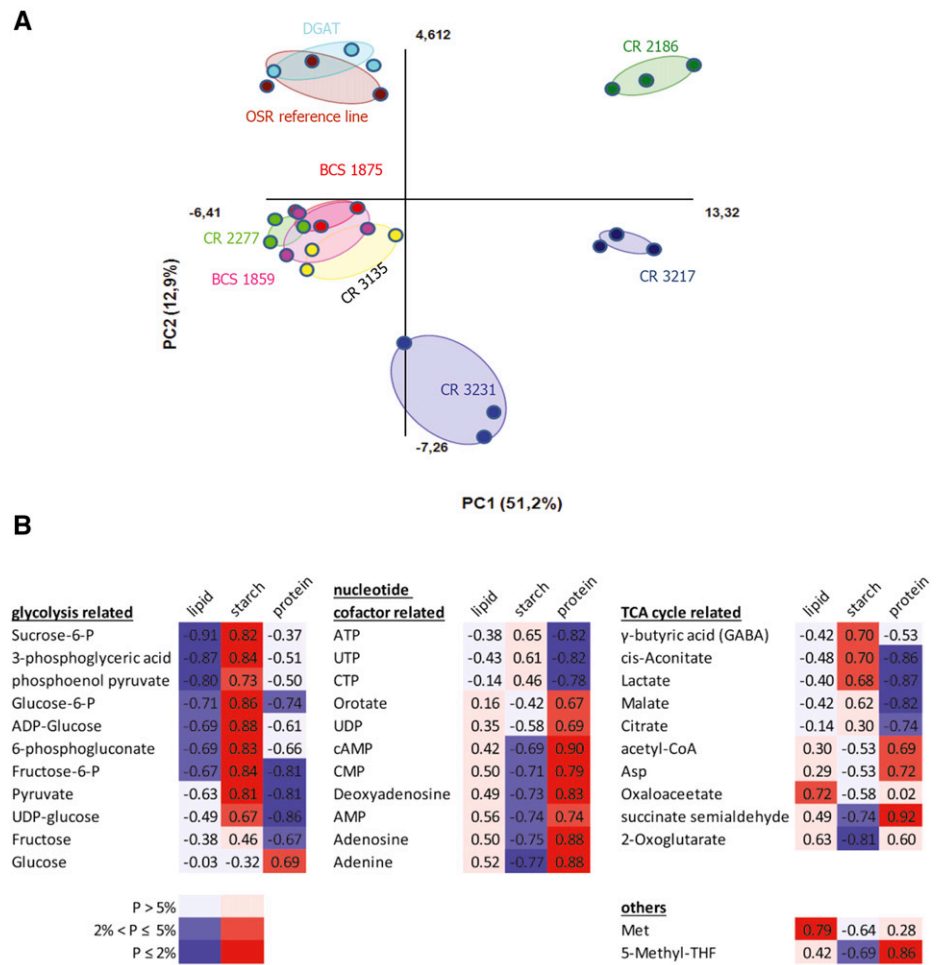 A
DGAT
4,612
CR 2186
OSR reference line
BCS 1875
-6,41
13,32
CR 2277
BCS 1859
CR 3135
CR 3217
PC2 (12,9%)
CR 3231
-7,26
PC1 (51,2%)
B
glycolysis related lipid starch protein
Sucrose-6-P -0.91 0.82 -0.37
3-phosphoglyceric acid -0.87 0.84 -0.51
phosphoenol pyruvate -0.80 0.73 -0.50
Glucose-6-P -0.71 0.86 -0.74
ADP-Glucose -0.69 0.88 -0.61
6-phosphogluconate -0.69 0.83 -0.66
Fructose-6-P -0.67 0.84 -0.81
Pyruvate -0.63 0.81 -0.81
UDP-glucose -0.49 0.67 -0.86
Fructose -0.38 0.46 -0.67
Glucose -0.03 -0.32 0.69
nucleotide
cofactor related lipid starch protein
ATP -0.38 0.65 -0.82
UTP -0.43 0.61 -0.82
CTP -0.14 0.46 -0.78
Orotate 0.16 -0.42 0.67
UDP 0.35 -0.58 0.69
cAMP 0.42 -0.69 0.90
CMP 0.50 -0.71 0.79
Deoxyadenosine 0.49 -0.73 0.83
AMP 0.56 -0.74 0.74
Adenosine 0.50 -0.75 0.88
Adenine 0.52 -0.77 0.88
TCA cycle related lipid starch protein
γ-butyric acid (GABA) -0.42 0.70 -0.53
cis-Aconitate -0.48 0.70 -0.86
Lactate -0.40 0.68 -0.87
Malate -0.42 0.62 -0.82
Citrate -0.14 0.30 -0.74
acetyl-CoA 0.30 -0.53 0.69
Asp 0.29 -0.53 0.72
Oxaloaceetate 0.72 -0.58 0.02
succinate semialdehyde 0.49 -0.74 0.92
2-Oxoglutarate 0.63 -0.81 0.60
P > 5%
2% < P ≤ 5%
P ≤ 2%
others
Met 0.79 -0.64 0.28
5-Methyl-THF 0.42 -0.69 0.86